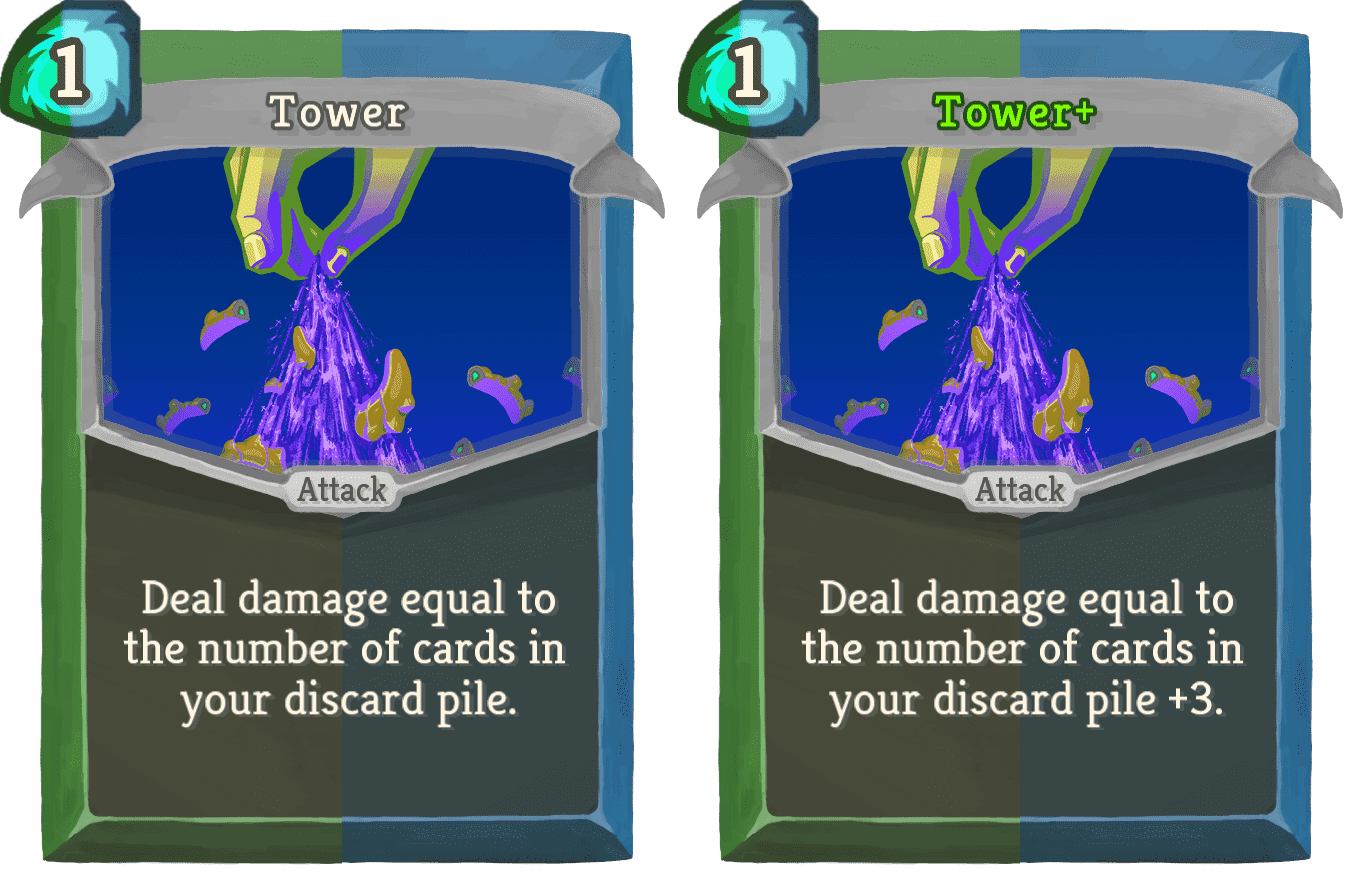 1
Tower
Attack
Deal damage equal to
the number of cards in
your discard pile.
1
Tower+
Attack
Deal damage equal to
the number of cards in
your discard pile +3.